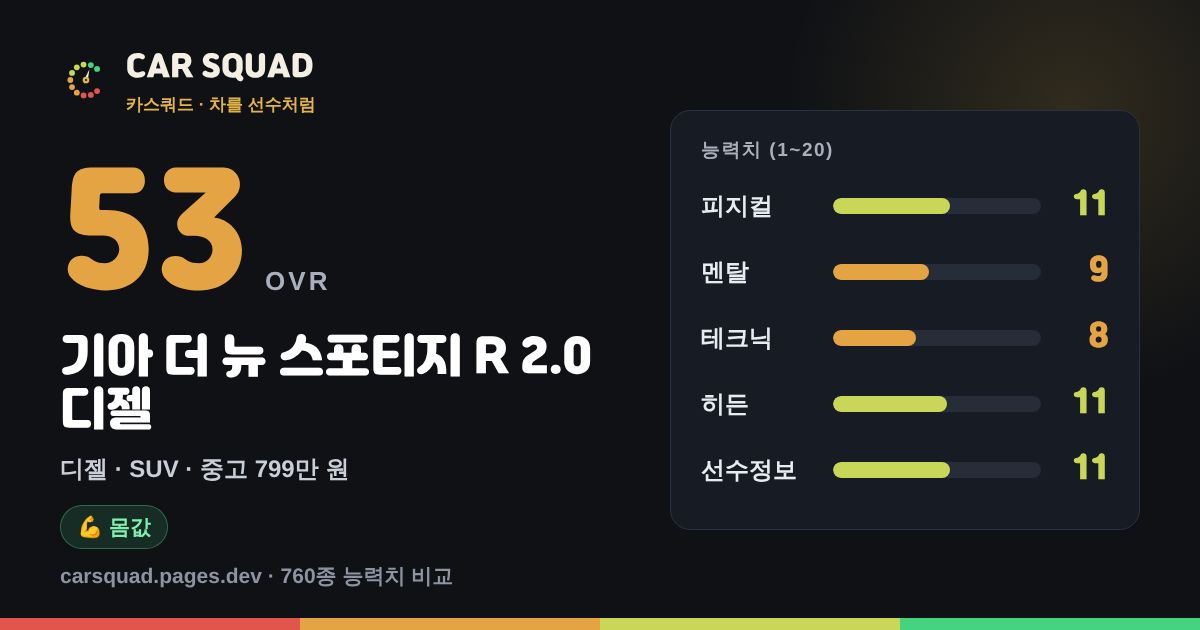 CAR SQUAD
카스쿼드 · 차를 선수처럼
53 OVR
기아 더 뉴 스포티지 R 2.0
디젤
디젤 · SUV · 중고 799만 원
💪 몸값
carsquad.pages.dev · 760종 능력치 비교
능력치 (1~20)
피지컬 11
멘탈 9
테크닉 8
히든 11
선수정보 11